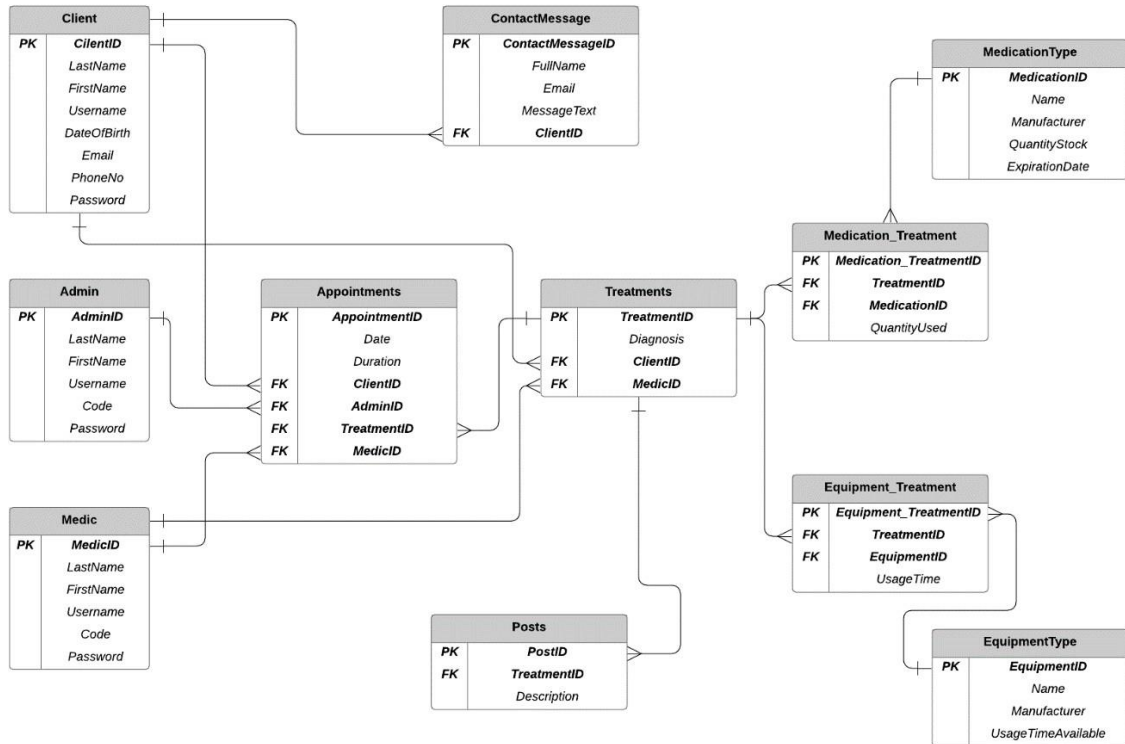 Client
PK CilentID
LastName
FirstName
Username
DateOfBirth
Email
PhoneNo
Password
ContactMessage
PK ContactMessageID
FullName
Email
MessageText
FK ClientID
MedicationType
PK MedicationID
Name
Manufacturer
QuantityStock
ExpirationDate
Medication_Treatment
PK Medication_TreatmentID
FK TreatmentID
FK MedicationID
QuantityUsed
Admin
PK AdminID
LastName
FirstName
Username
Code
Password
Appointments
PK AppointmentID
Date
Duration
FK ClientID
FK AdminID
FK TreatmentID
FK MedicID
Treatments
PK TreatmentID
Diagnosis
FK ClientID
FK MedicID
Equipment_Treatment
PK Equipment_TreatmentID
FK TreatmentID
FK EquipmentID
UsageTime
Medic
PK MedicID
LastName
FirstName
Username
Code
Password
Posts
PK PostID
FK TreatmentID
Description
EquipmentType
PK EquipmentID
Name
Manufacturer
UsageTimeAvailable